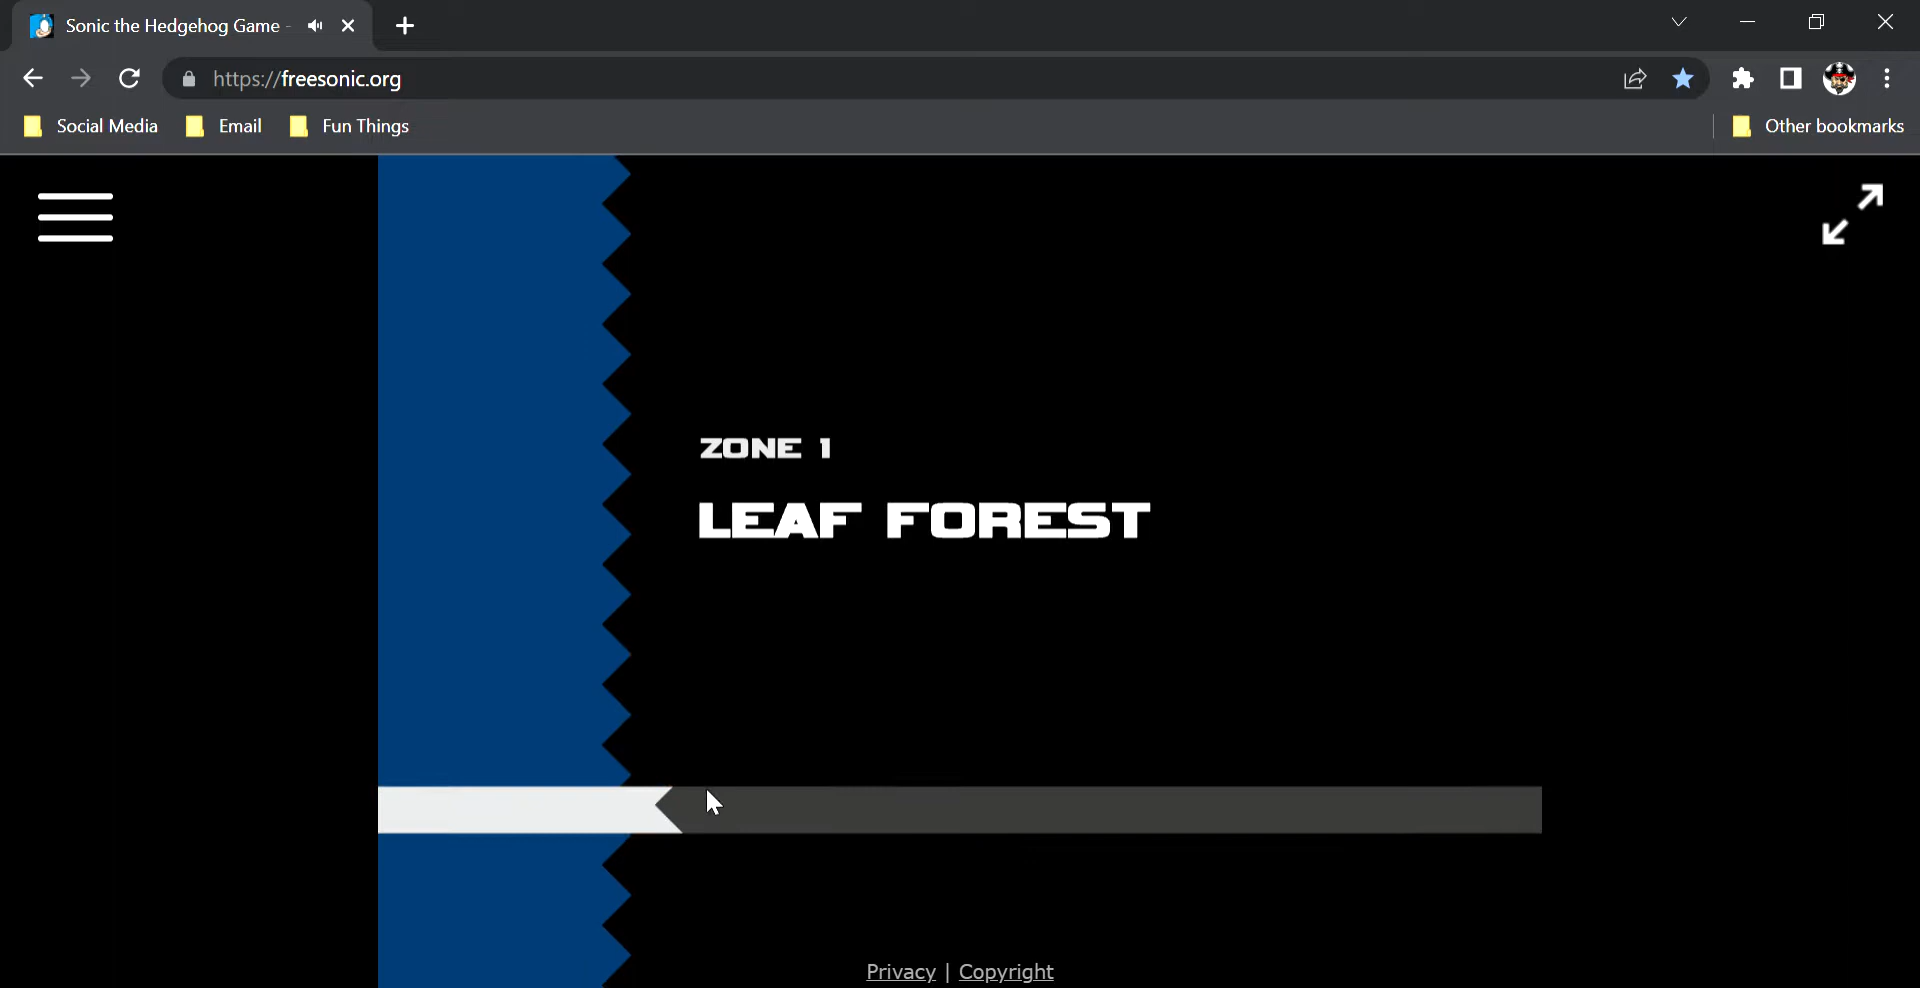 Sonic the Hedgehog Game -
https://freesonic.org
Social Media Email Fun Things Other bookmarks
ZONE 1
LEAF FOREST
Privacy | Copyright